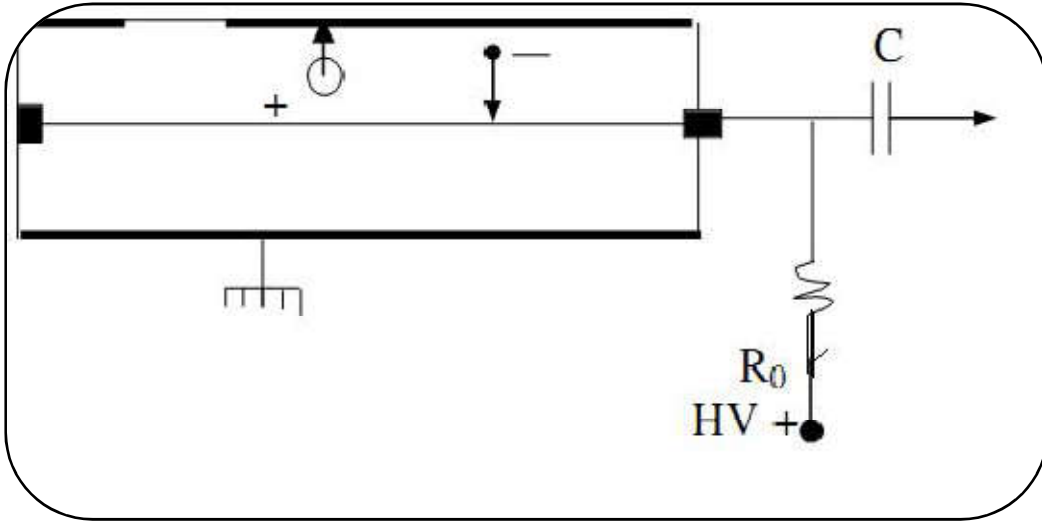 C
+
—
R₀
HV +